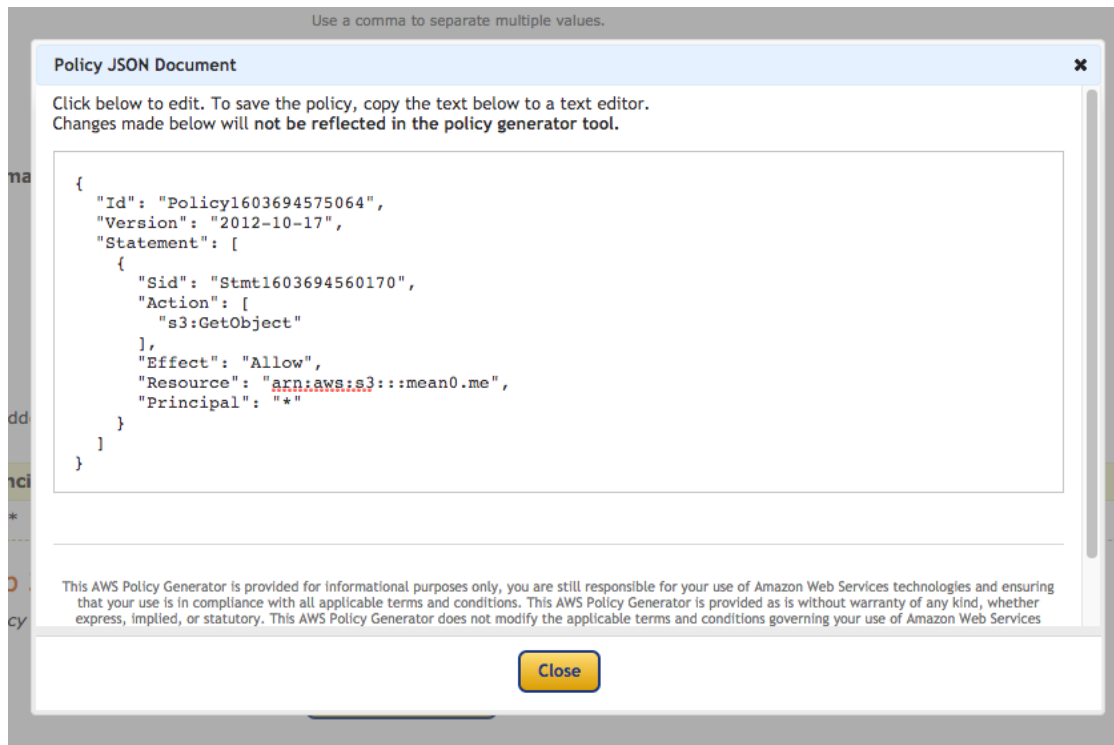 Use a comma to separate multiple values.
Policy JSON Document
Click below to edit. To save the policy, copy the text below to a text editor.
Changes made below will not be reflected in the policy generator tool.
{
  "Id": "Policy1603694575064",
  "Version": "2012-10-17",
  "Statement": [
    {
      "Sid": "Stmt1603694560170",
      "Action": [
        "s3:GetObject"
      ],
      "Effect": "Allow",
      "Resource": "arn:aws:s3:::mean0.me",
      "Principal": "*"
    }
  ]
}
*
This AWS Policy Generator is provided for informational purposes only, you are still responsible for your use of Amazon Web Services technologies and ensuring
that your use is in compliance with all applicable terms and conditions. This AWS Policy Generator is provided as is without warranty of any kind, whether
express, implied, or statutory. This AWS Policy Generator does not modify the applicable terms and conditions governing your use of Amazon Web Services
Close